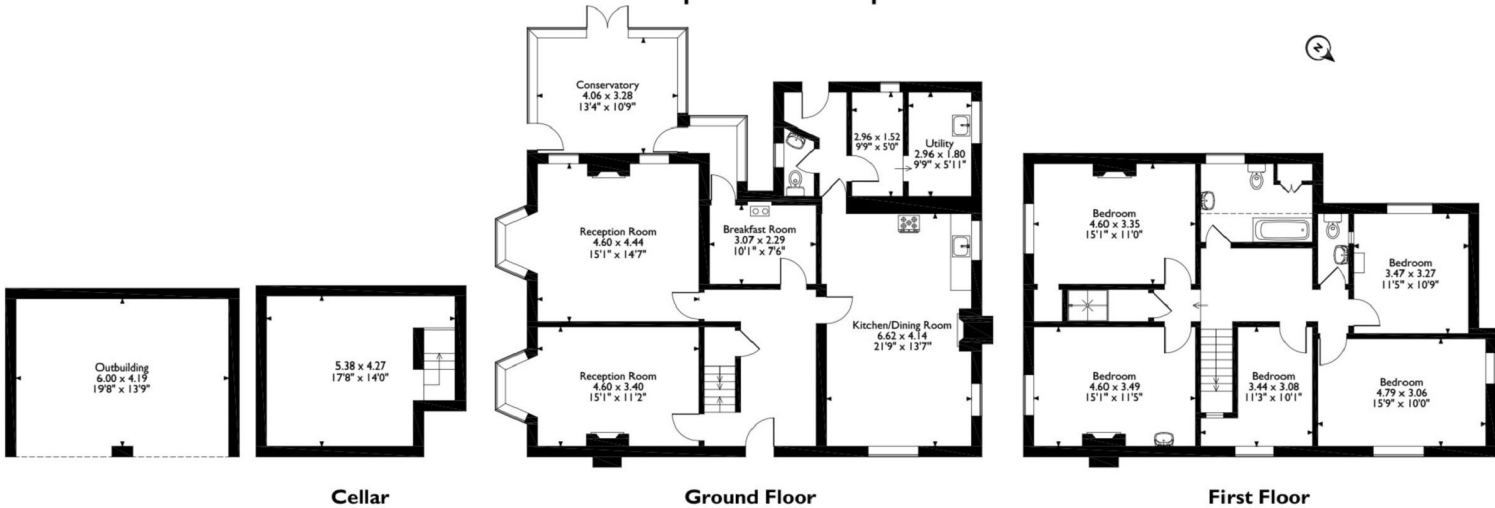 N
Conservatory
4.06 x 3.28
13'4" x 10'9"
2.96 x 1.52
9'9" x 5'0"
Utility
2.96 x 1.80
9'9" x 5'11"
Reception Room
4.60 x 4.44
15'1" x 14'7"
Breakfast Room
3.07 x 2.29
10'1" x 7'6"
Kitchen/Dining Room
6.62 x 4.14
21'9" x 13'7"
Reception Room
4.60 x 3.40
15'1" x 11'2"
Outbuilding
6.00 x 4.19
19'8" x 13'9"
5.38 x 4.27
17'8" x 14'0"
Bedroom
4.60 x 3.35
15'1" x 11'0"
Bedroom
3.47 x 3.27
11'5" x 10'9"
Bedroom
4.60 x 3.49
15'1" x 11'5"
Bedroom
3.44 x 3.08
11'3" x 10'1"
Bedroom
4.79 x 3.06
15'9" x 10'0"
Cellar
Ground Floor
First Floor